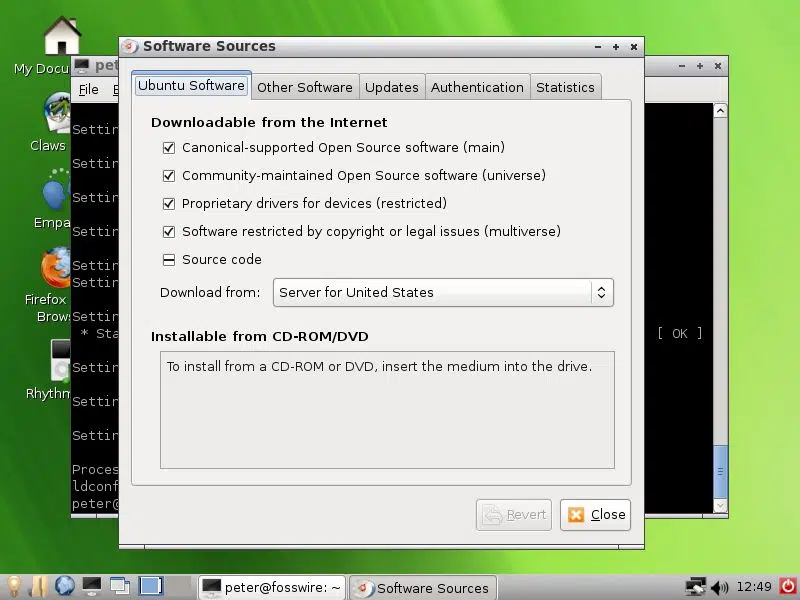 My Docu
Claws
Empa
Firefox
Brows
Rhythm
pet
File
Settin
Settin
Settin
Settin
Settin
Settin
Settin
* Sta
[ OK ]
Settin
Settin
Settin
Proces
ldconf
peter@
Software Sources
Ubuntu Software
Other Software
Updates
Authentication
Statistics
Downloadable from the Internet
Canonical-supported Open Source software (main)
Community-maintained Open Source software (universe)
Proprietary drivers for devices (restricted)
Software restricted by copyright or legal issues (multiverse)
Source code
Download from: Server for United States
Installable from CD-ROM/DVD
To install from a CD-ROM or DVD, insert the medium into the drive.
Revert
Close
peter@fosswire: ~
Software Sources
12:49